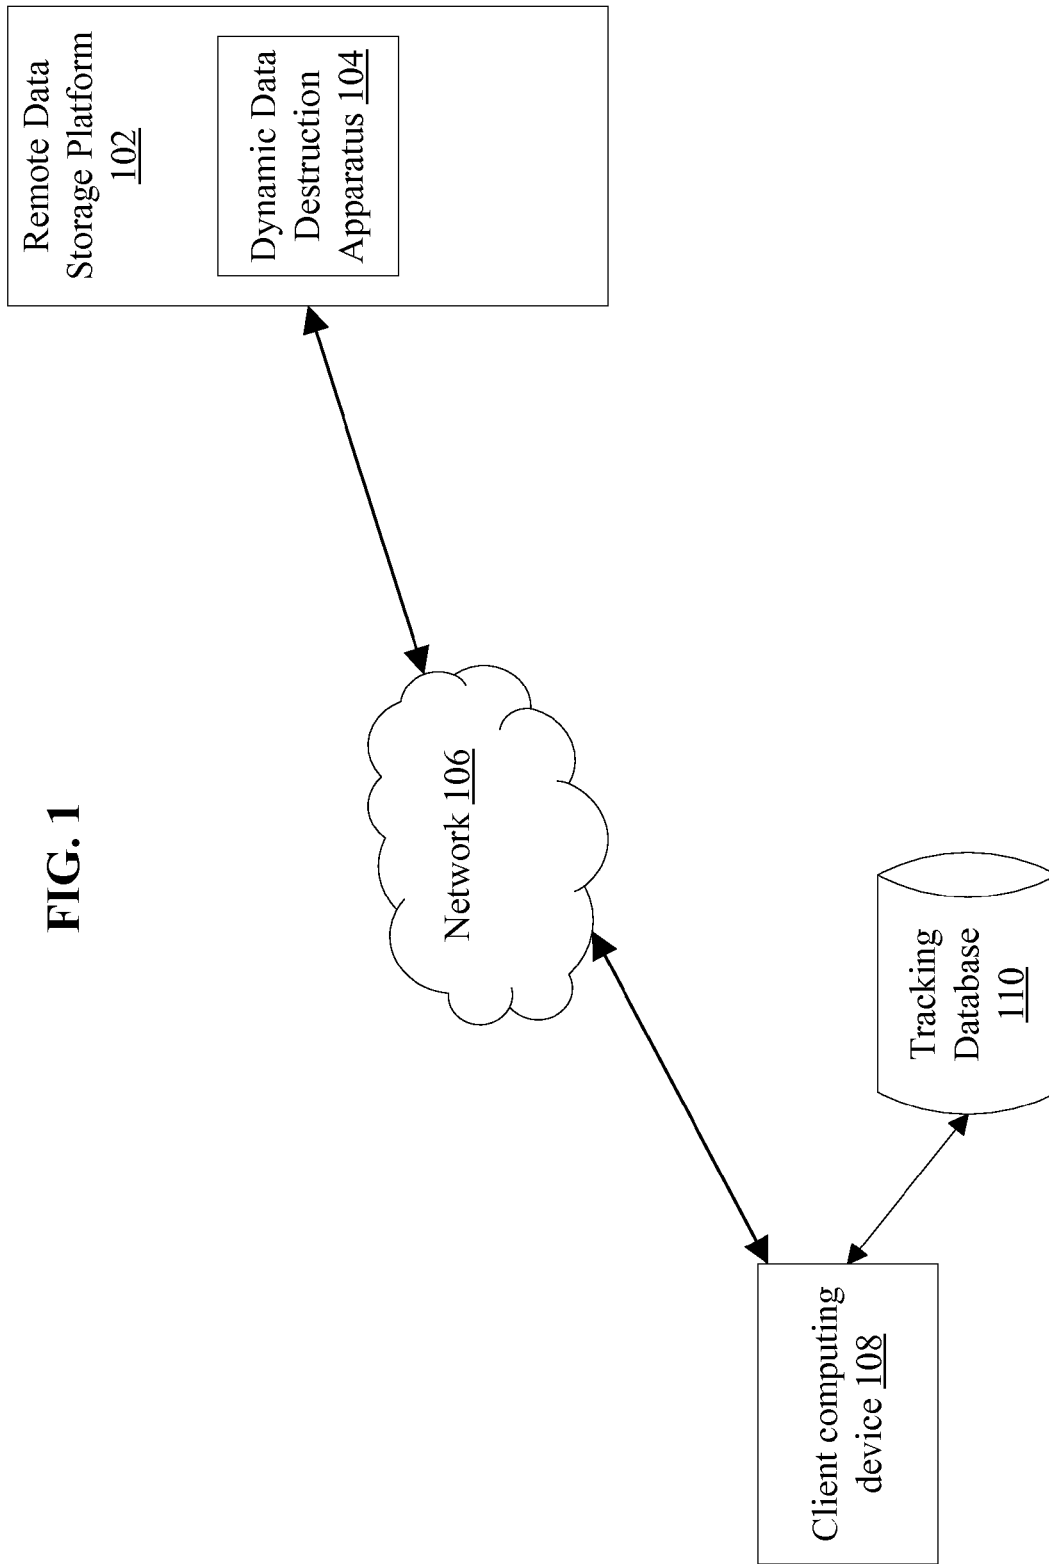 FIG. 1
Remote Data
Storage Platform
102
Dynamic Data
Destruction
Apparatus 104
Network 106
Client computing
device 108
Tracking
Database
110